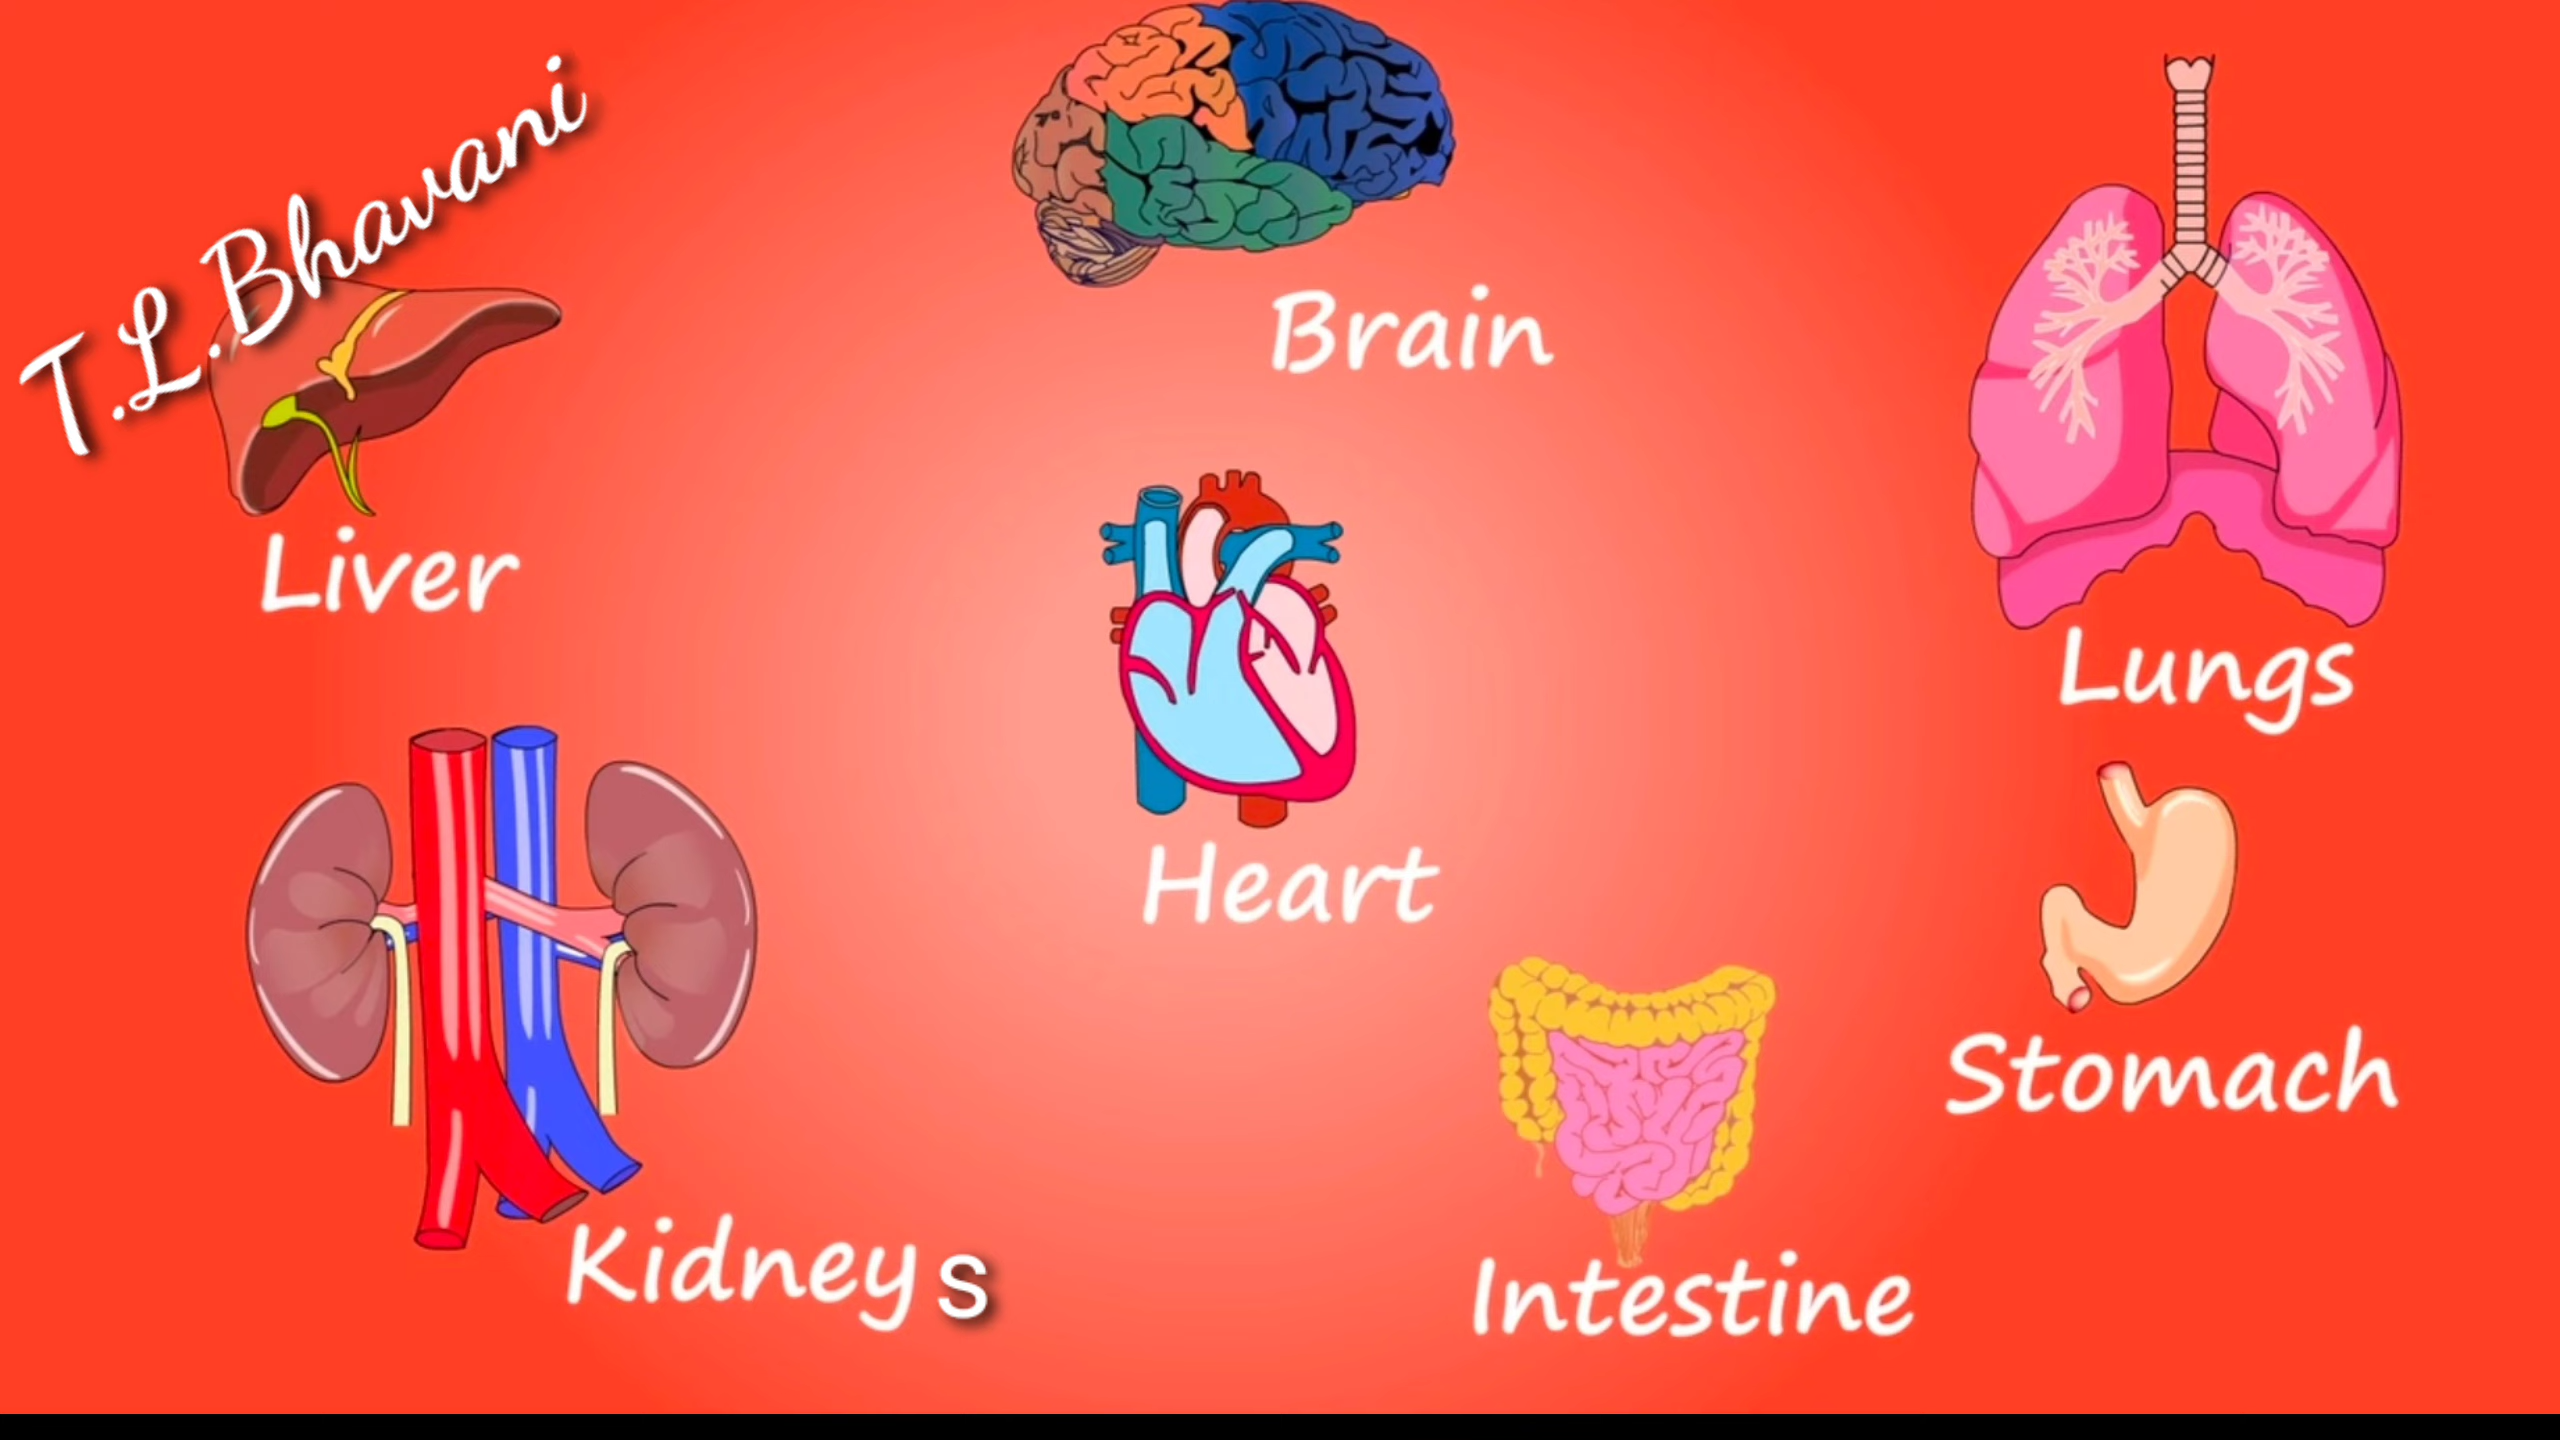 T.L.Bhavani
Brain
Liver
Lungs
Heart
Stomach
Kidneys
Intestine